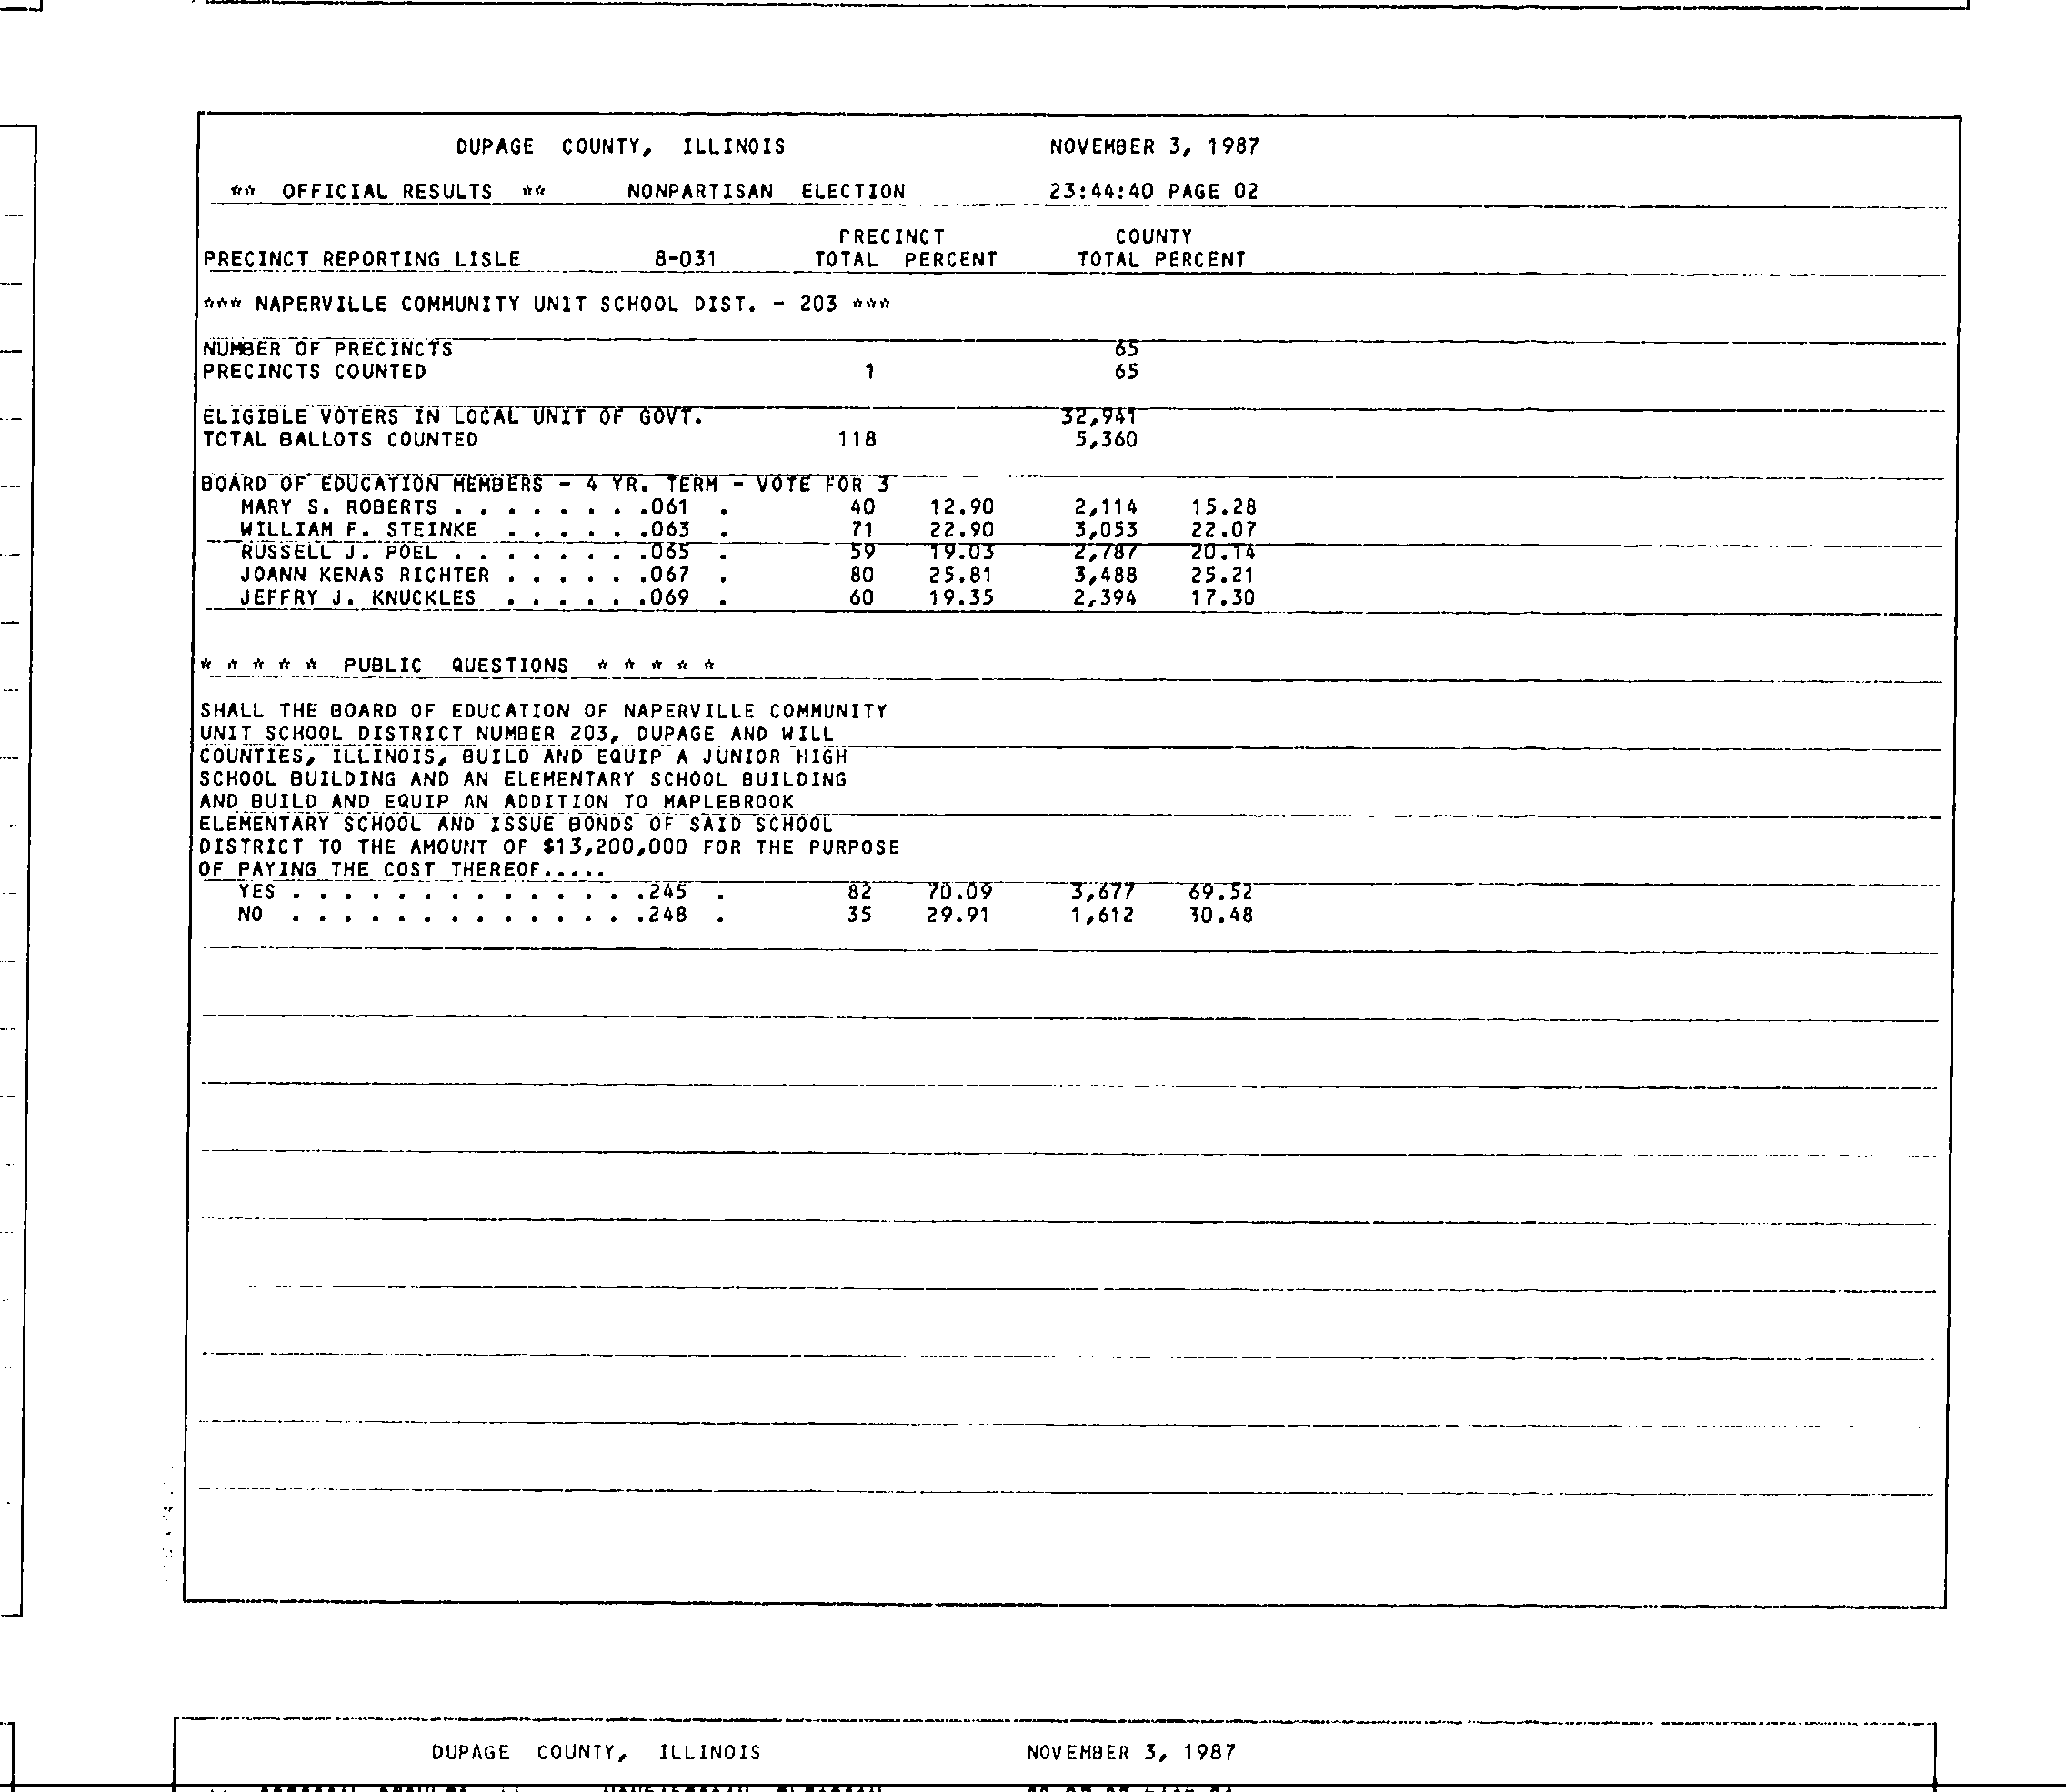 DUPAGE COUNTY, ILLINOIS NOVEMBER 3, 1987
** OFFICIAL RESULTS ** NONPARTISAN ELECTION 23:44:40 PAGE 02
PRECINCT COUNTY
PRECINCT REPORTING LISLE 8-031 TOTAL PERCENT TOTAL PERCENT
*** NAPERVILLE COMMUNITY UNIT SCHOOL DIST. - 203 ***
NUMBER OF PRECINCTS 65
PRECINCTS COUNTED 1 65
ELIGIBLE VOTERS IN LOCAL UNIT OF GOVT. 32,941
TOTAL BALLOTS COUNTED 118 5,360
BOARD OF EDUCATION MEMBERS - 4 YR. TERM - VOTE FOR 3
MARY S. ROBERTS . . . . . . . .061 . 40 12.90 2,114 15.28
WILLIAM F. STEINKE . . . . . .063 . 71 22.90 3,053 22.07
RUSSELL J. POEL . . . . . . . .065 . 59 19.03 2,787 20.14
JOANN KENAS RICHTER . . . . . .067 . 80 25.81 3,488 25.21
JEFFRY J. KNUCKLES . . . . . .069 . 60 19.35 2,394 17.30
* * * * * PUBLIC QUESTIONS * * * * *
SHALL THE BOARD OF EDUCATION OF NAPERVILLE COMMUNITY
UNIT SCHOOL DISTRICT NUMBER 203, DUPAGE AND WILL
COUNTIES, ILLINOIS, BUILD AND EQUIP A JUNIOR HIGH
SCHOOL BUILDING AND AN ELEMENTARY SCHOOL BUILDING
AND BUILD AND EQUIP AN ADDITION TO MAPLEBROOK
ELEMENTARY SCHOOL AND ISSUE BONDS OF SAID SCHOOL
DISTRICT TO THE AMOUNT OF $13,200,000 FOR THE PURPOSE
OF PAYING THE COST THEREOF.....
YES . . . . . . . . . . . . . .245 . 82 70.09 3,677 69.52
NO . . . . . . . . . . . . . .248 . 35 29.91 1,612 30.48
DUPAGE COUNTY, ILLINOIS NOVEMBER 3, 1987